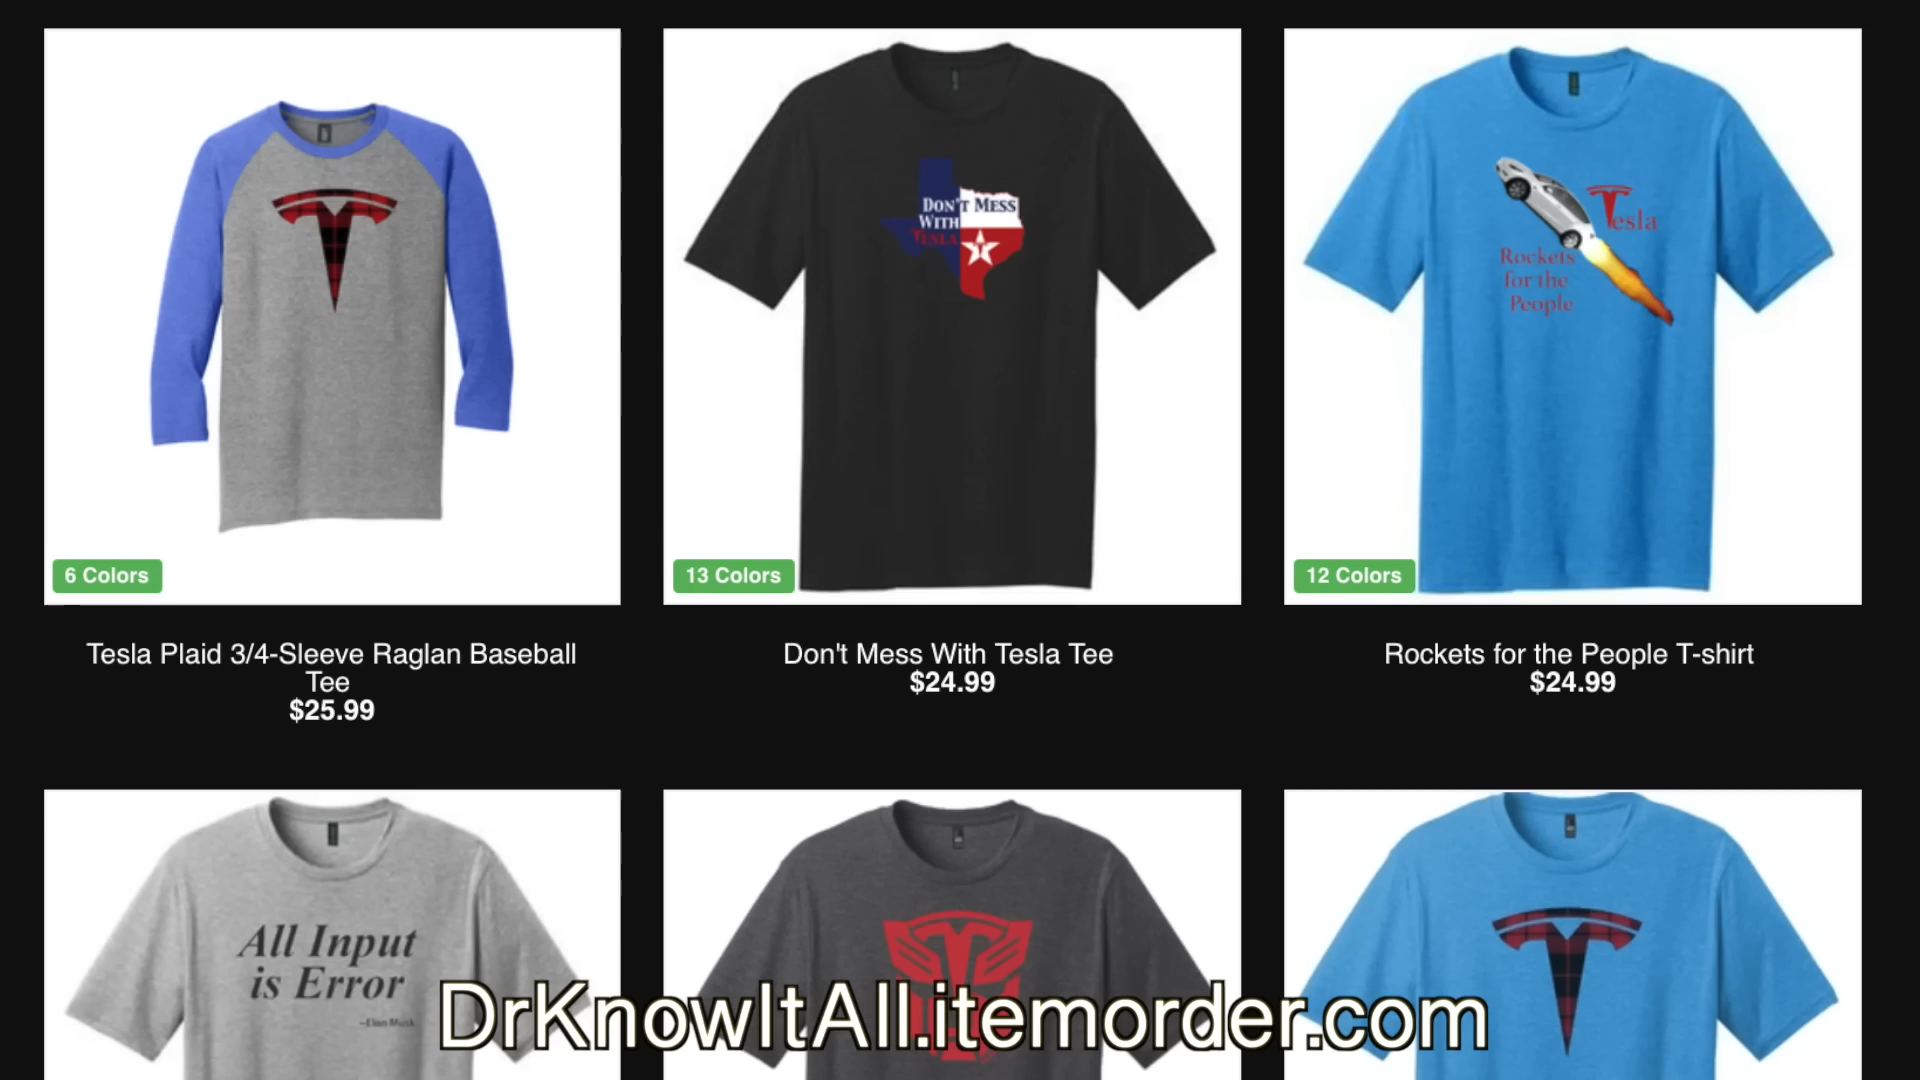 DON'T MESS
WITH
TESLA
Tesla
Rockets
for the
People
6 Colors
13 Colors
12 Colors
Tesla Plaid 3/4-Sleeve Raglan Baseball
Tee
$25.99
Don't Mess With Tesla Tee
$24.99
Rockets for the People T-shirt
$24.99
All Input
is Error
~Elon Musk
DrKnowItAll.itemorder.com